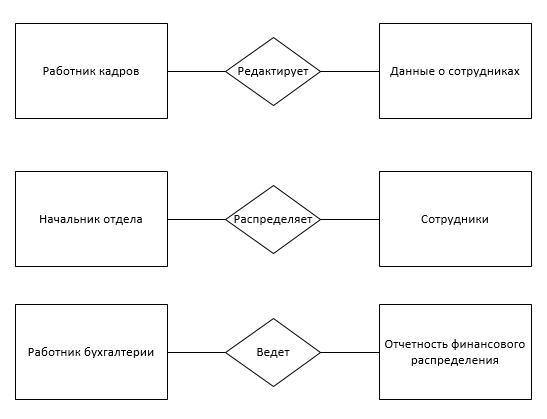 Работник кадров
Редактирует
Данные о сотрудниках
Начальник отдела
Распределяет
Сотрудники
Работник бухгалтерии
Ведет
Отчетность финансового
распределения